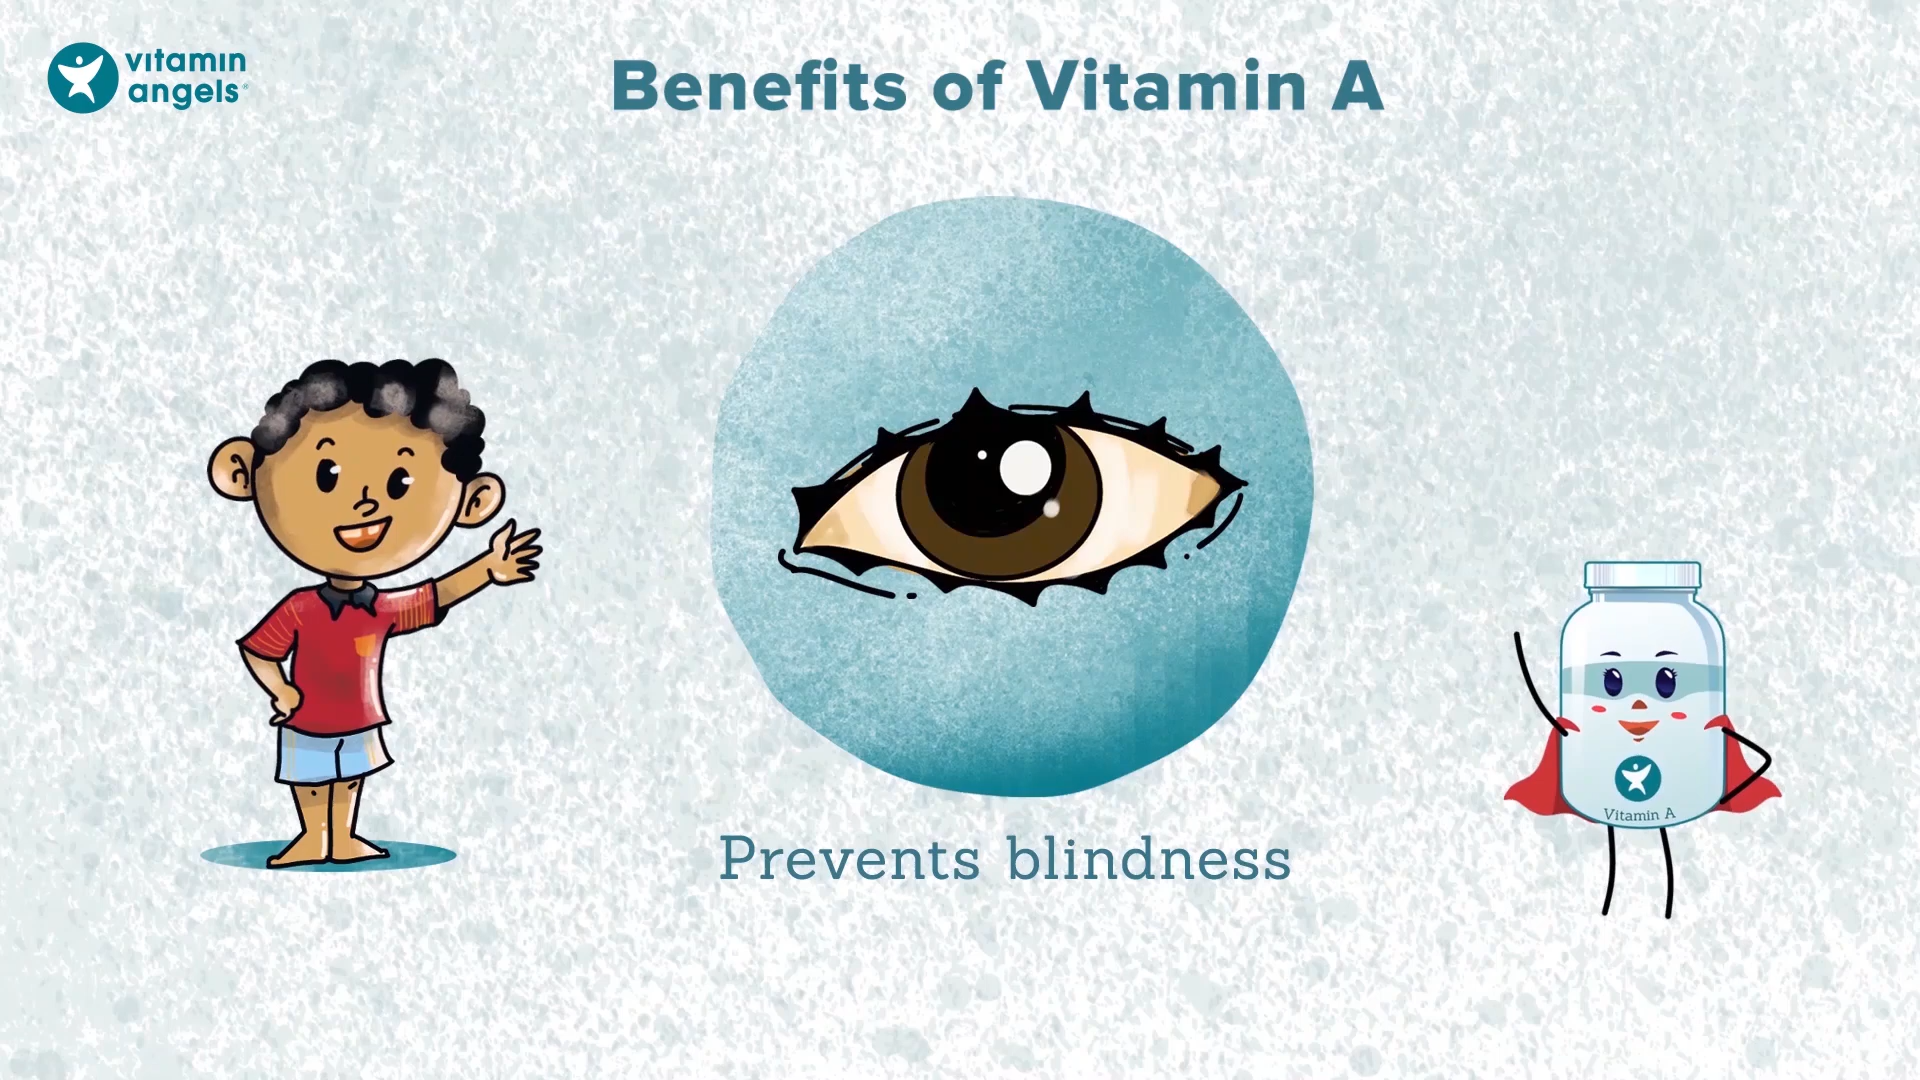 vitamin
angels®
Benefits of Vitamin A
Prevents blindness
Vitamin A